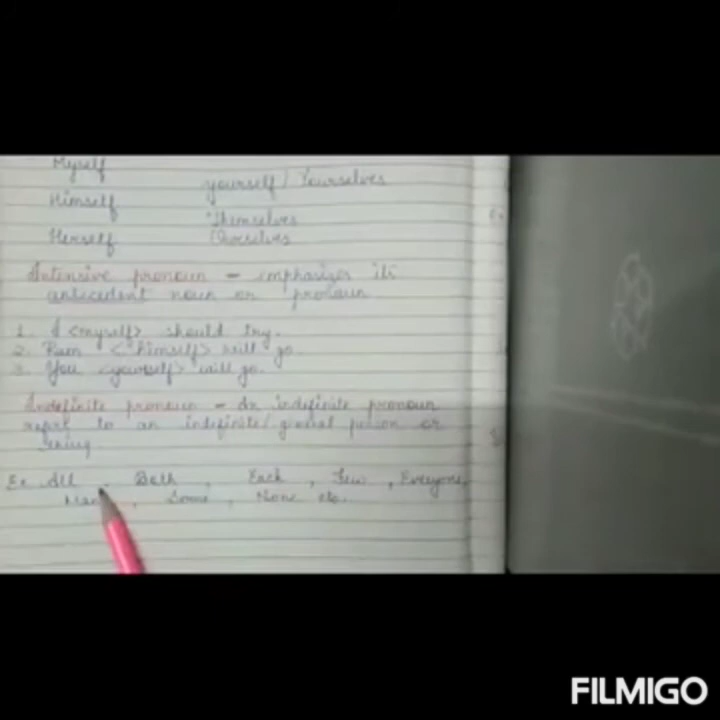 Myself
yourself / Yourselves
Himself
Themselves
Herself
Ourselves
Intensive pronoun - emphasizes its
antecedent noun or pronoun
1. I <myself> should try.
2. Ram <himself> will go.
3. You <yourself> will go.
Indefinite pronoun - An indefinite pronoun
refers to an indefinite/general person or
thing.
Ex All , Both , Each , Few , Everyone,
Many , Some , None etc.
FILMIGO